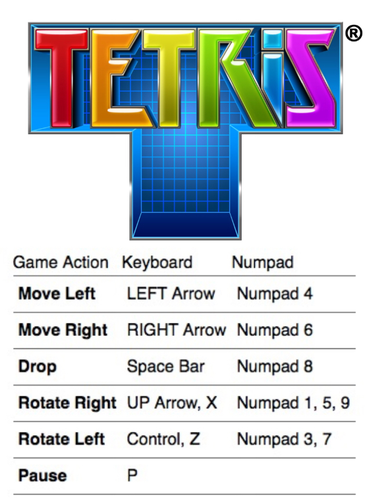 TETRIS®
Game Action Keyboard Numpad
Move Left LEFT Arrow Numpad 4
Move Right RIGHT Arrow Numpad 6
Drop Space Bar Numpad 8
Rotate Right UP Arrow, X Numpad 1, 5, 9
Rotate Left Control, Z Numpad 3, 7
Pause P